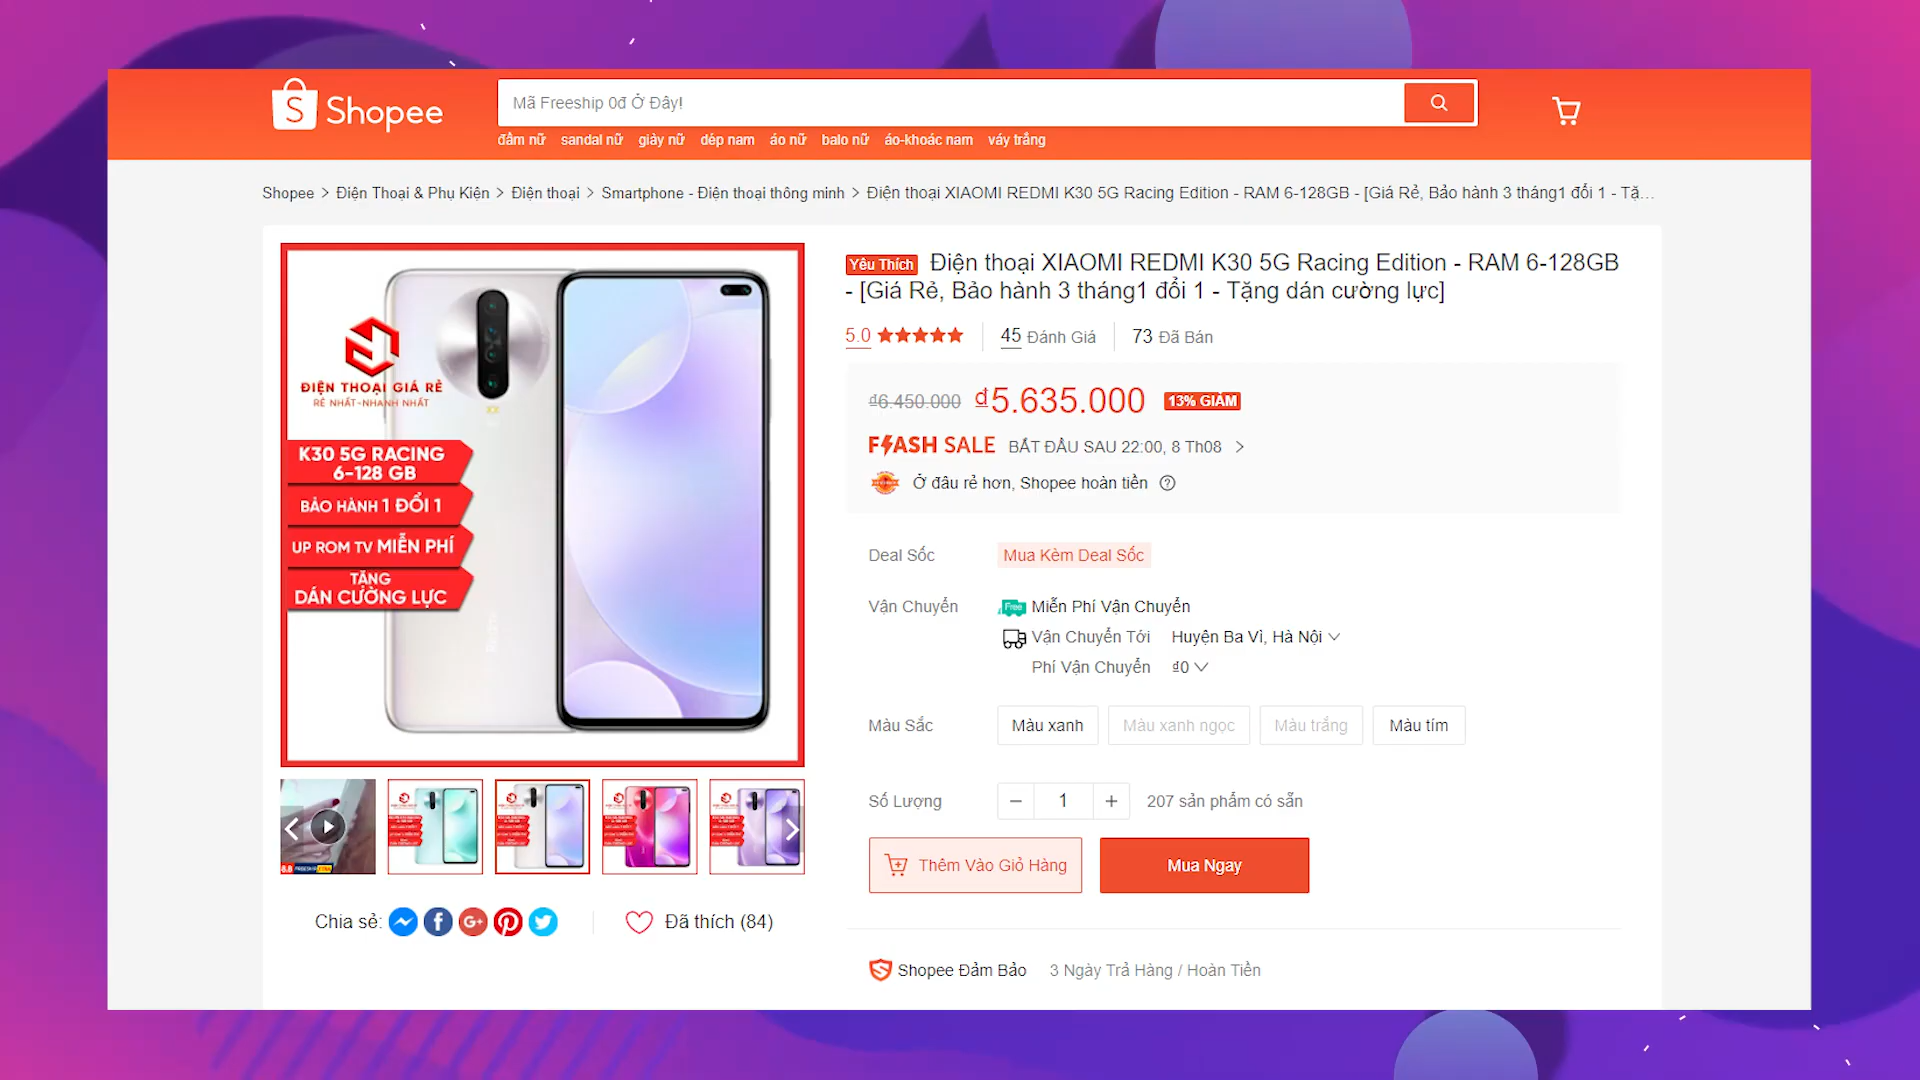 Shopee
Mã Freeship 0đ Ở Đây!
đầm nữ sandal nữ giày nữ dép nam áo nữ balo nữ áo-khoác nam váy trắng
Shopee > Điện Thoại & Phụ Kiện > Điện thoại > Smartphone - Điện thoại thông minh > Điện thoại XIAOMI REDMI K30 5G Racing Edition - RAM 6-128GB - [Giá Rẻ, Bảo hành 3 tháng1 đổi 1 - Tặ...
ĐIỆN THOẠI GIÁ RẺ
RẺ NHẤT-NHANH NHẤT
K30 5G RACING
6-128 GB
BẢO HÀNH 1 ĐỔI 1
UP ROM TV MIỄN PHÍ
TẶNG
DÁN CƯỜNG LỰC
Chia sẻ:
Đã thích (84)
Yêu Thích Điện thoại XIAOMI REDMI K30 5G Racing Edition - RAM 6-128GB
- [Giá Rẻ, Bảo hành 3 tháng1 đổi 1 - Tặng dán cường lực]
5.0 45 Đánh Giá 73 Đã Bán
₫6.450.000 ₫5.635.000 13% GIẢM
FLASH SALE BẮT ĐẦU SAU 22:00, 8 Th08 >
Ở đâu rẻ hơn, Shopee hoàn tiền ?
Deal Sốc Mua Kèm Deal Sốc
Vận Chuyển Free Miễn Phí Vận Chuyển
Vận Chuyển Tới Huyện Ba Vì, Hà Nội
Phí Vận Chuyển ₫0
Màu Sắc Màu xanh Màu xanh ngọc Màu trắng Màu tím
Số Lượng − 1 + 207 sản phẩm có sẵn
Thêm Vào Giỏ Hàng Mua Ngay
Shopee Đảm Bảo 3 Ngày Trả Hàng / Hoàn Tiền